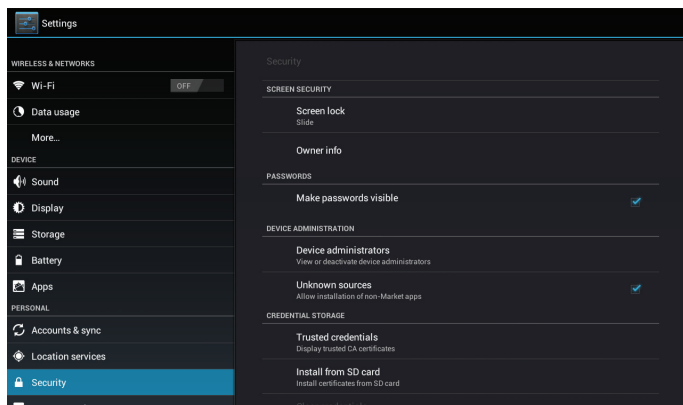 Settings
WIRELESS & NETWORKS
Wi-Fi
OFF
Data usage
More...
DEVICE
Sound
Display
Storage
Battery
Apps
PERSONAL
Accounts & sync
Location services
Security
Security
SCREEN SECURITY
Screen lock
Slide
Owner info
PASSWORDS
Make passwords visible
DEVICE ADMINISTRATION
Device administrators
View or deactivate device administrators
Unknown sources
Allow installation of non-Market apps
CREDENTIAL STORAGE
Trusted credentials
Display trusted CA certificates
Install from SD card
Install certificates from SD card